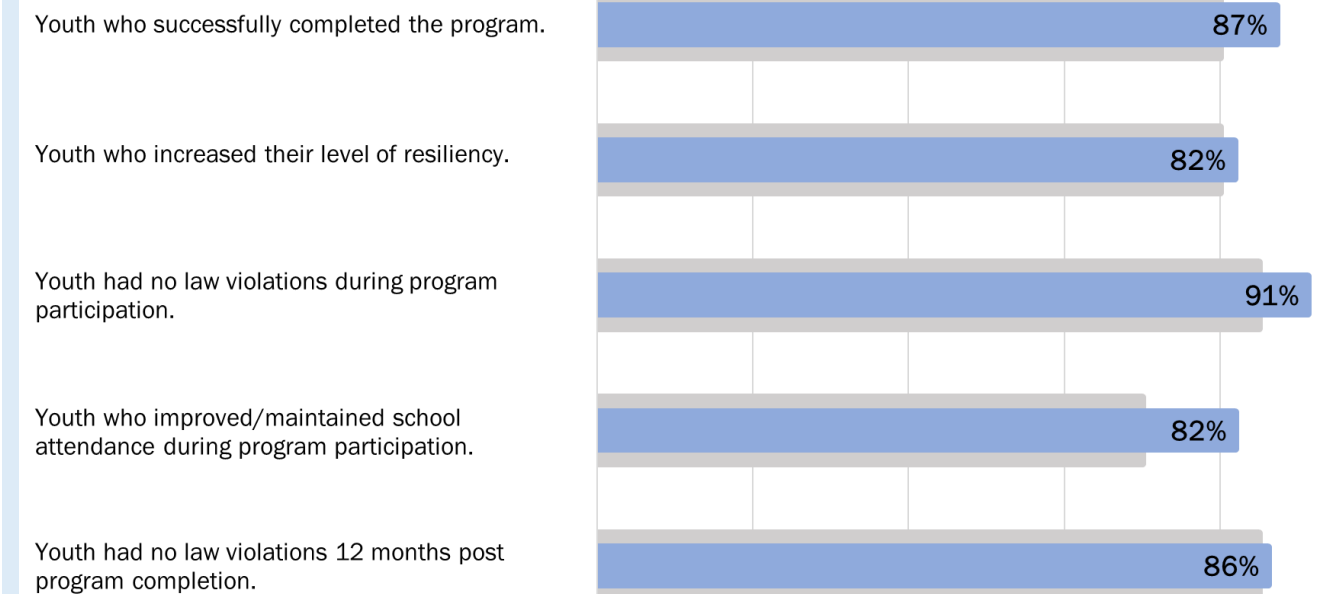 Youth who successfully completed the program.
87%
Youth who increased their level of resiliency.
82%
Youth had no law violations during program
participation.
91%
Youth who improved/maintained school
attendance during program participation.
82%
Youth had no law violations 12 months post
program completion.
86%